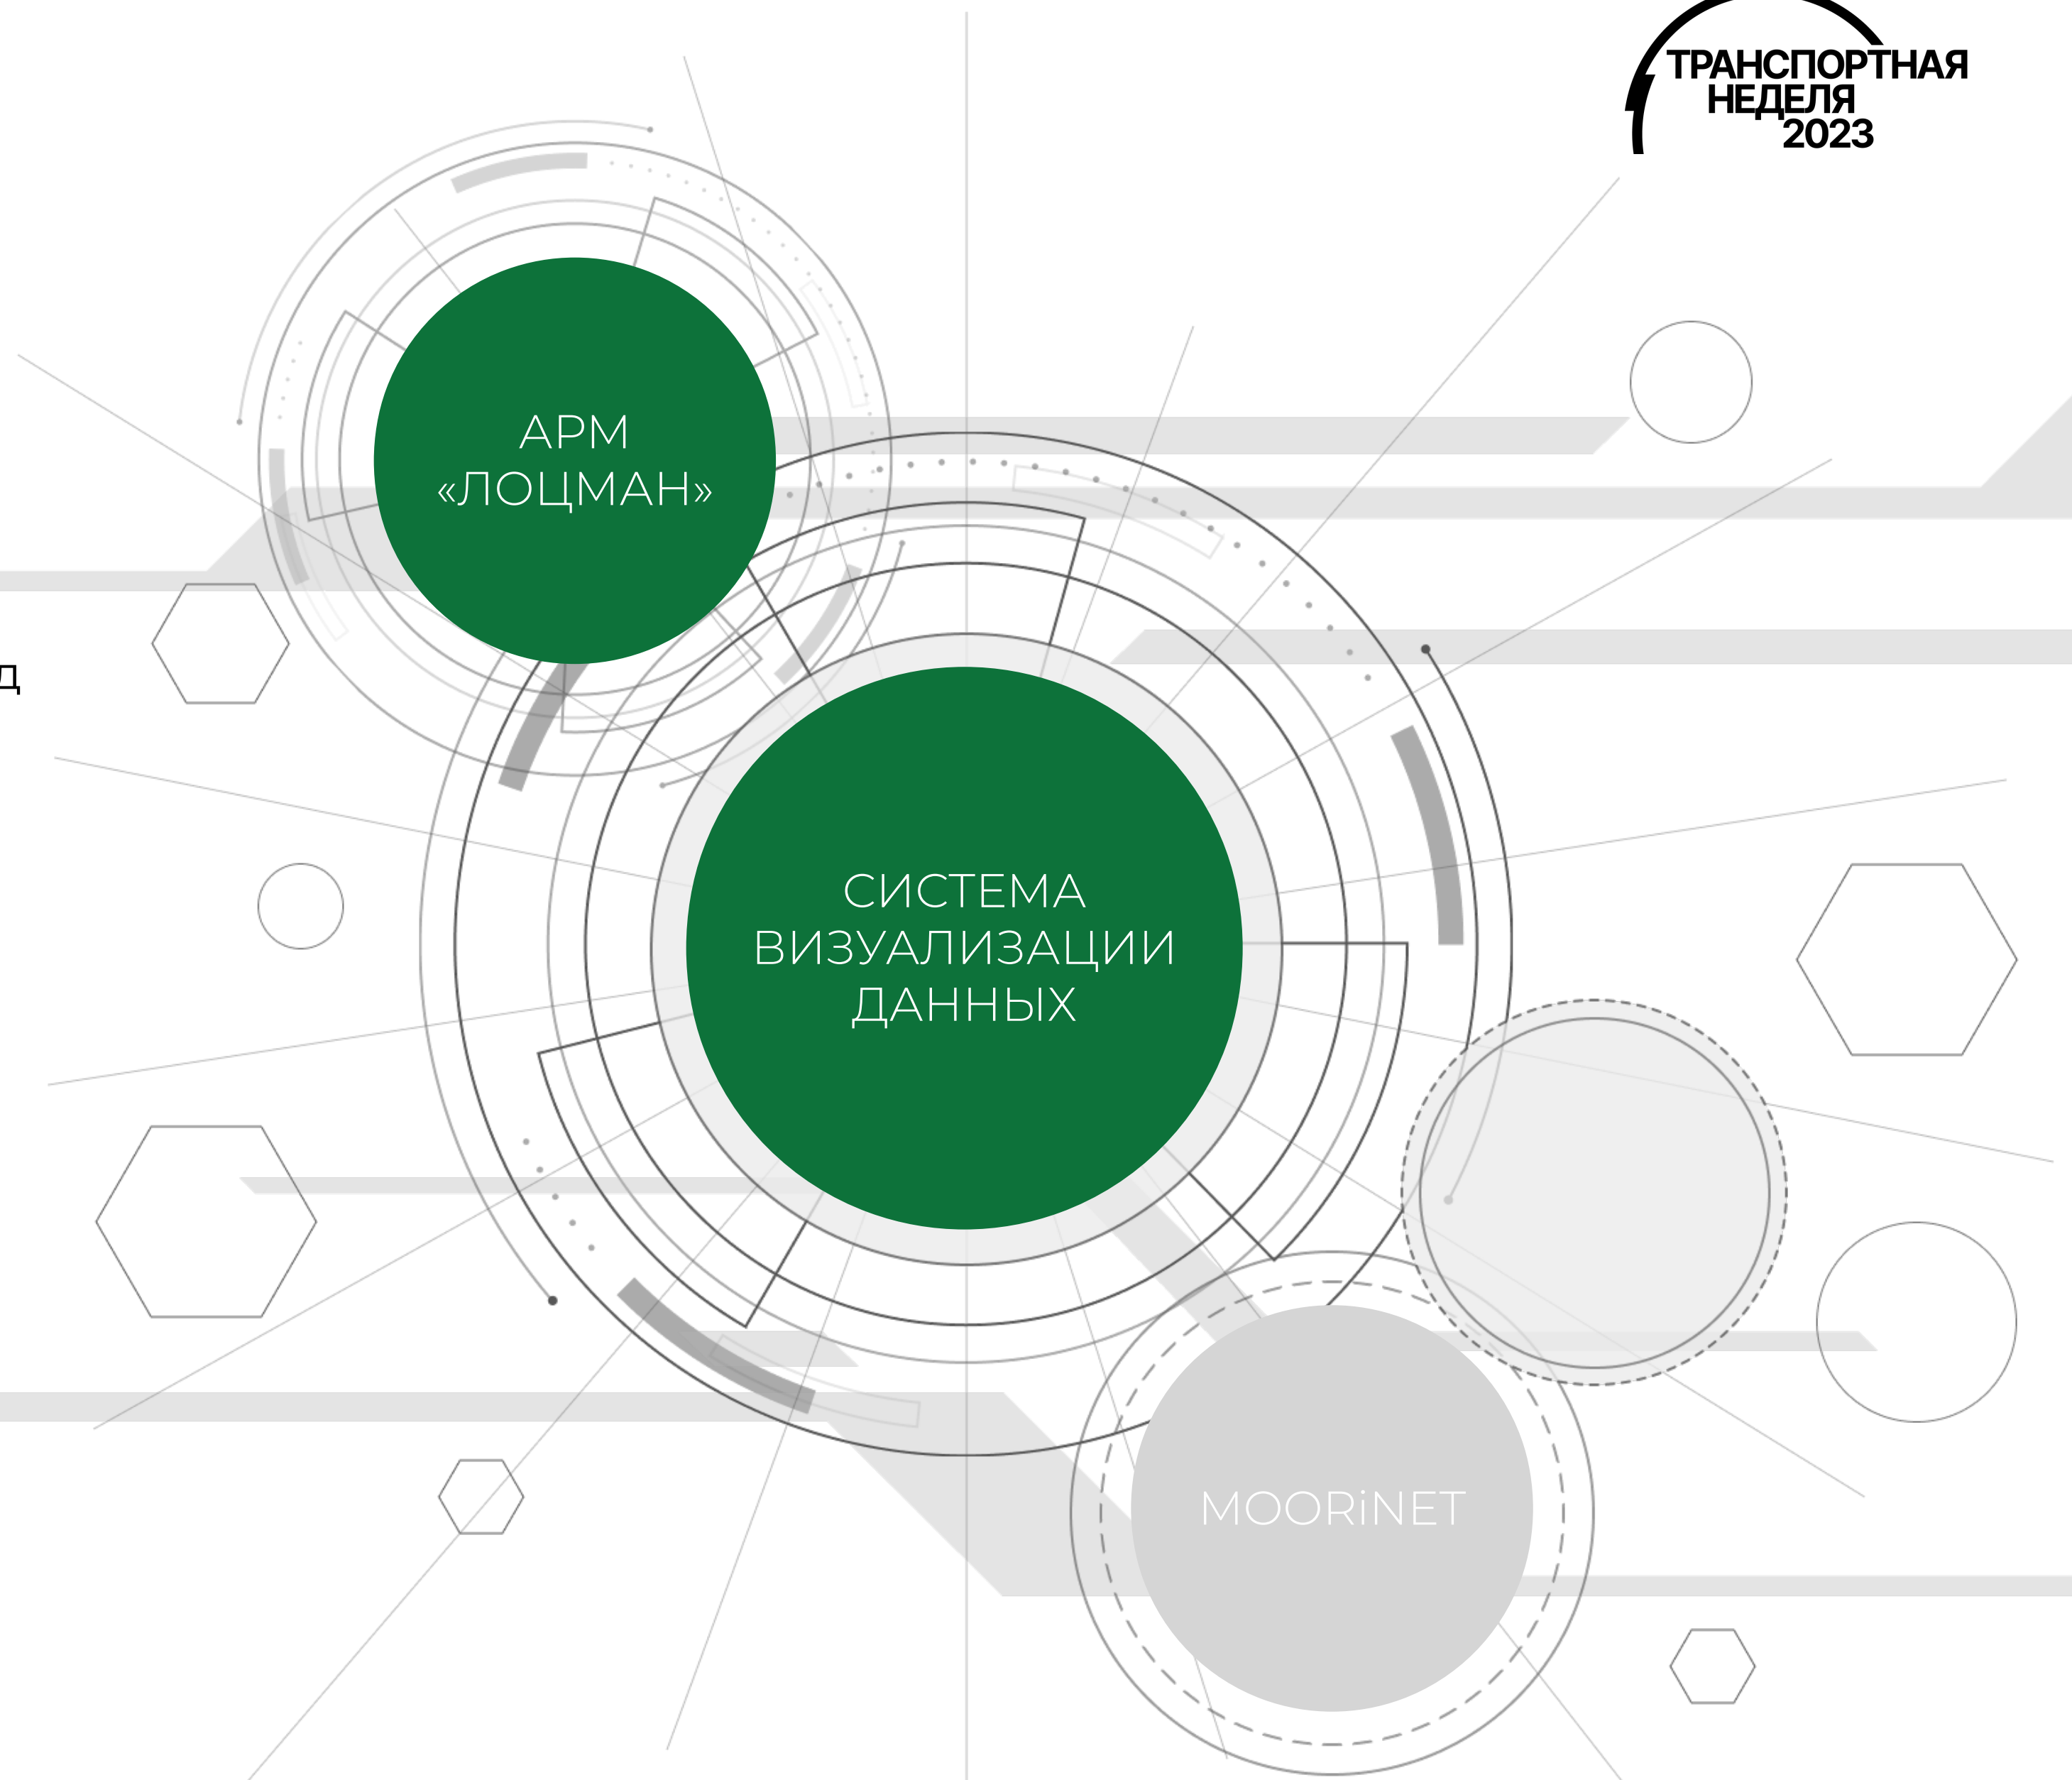 ТРАНСПОРТНАЯ
НЕДЕЛЯ
2023
АРМ
«ЛОЦМАН»
д
СИСТЕМА
ВИЗУАЛИЗАЦИИ
ДАННЫХ
MOORiNET